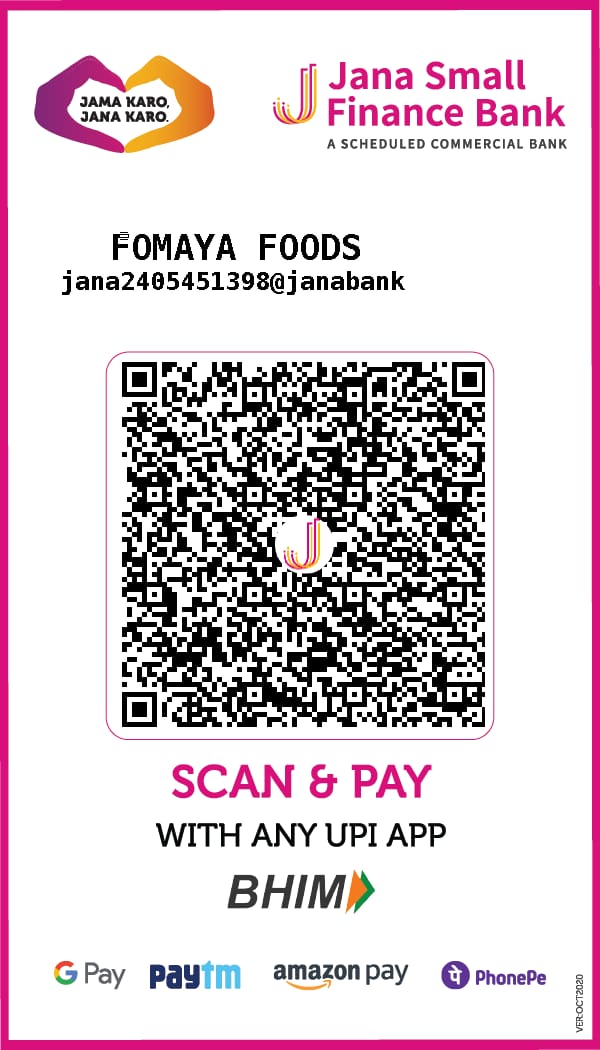 JAMA KARO,
JANA KARO.
Jana Small
Finance Bank
A SCHEDULED COMMERCIAL BANK
FOMAYA FOODS
jana2405451398@janabank
SCAN & PAY
WITH ANY UPI APP
BHIM
G Pay
paytm
amazon pay
पे PhonePe
VER:OCT2020